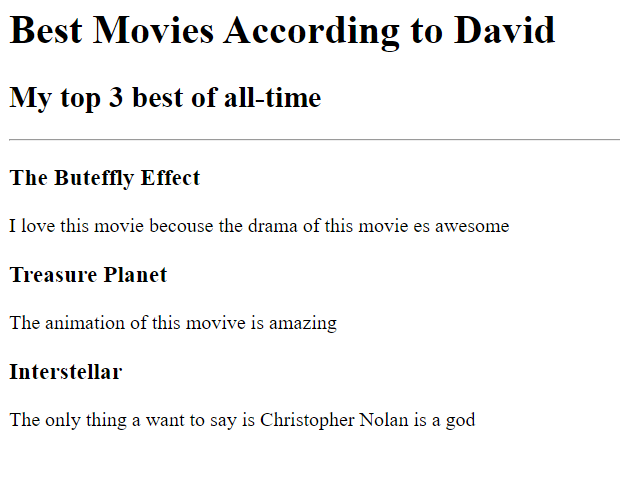 Best Movies According to David
My top 3 best of all-time
The Buteffly Effect
I love this movie becouse the drama of this movie es awesome
Treasure Planet
The animation of this movive is amazing
Interstellar
The only thing a want to say is Christopher Nolan is a god